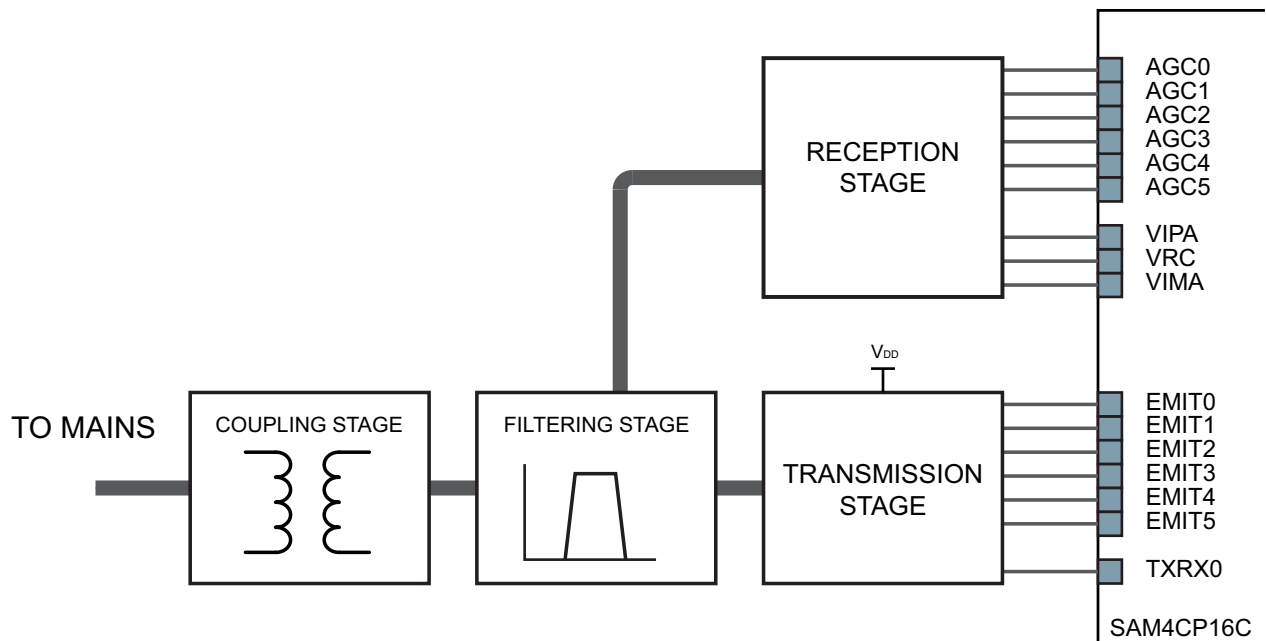 AGC0
AGC1
AGC2
AGC3
AGC4
AGC5
RECEPTION
STAGE
VIPA
VRC
VIMA
VDD
TO MAINS
COUPLING STAGE
FILTERING STAGE
TRANSMISSION
STAGE
EMIT0
EMIT1
EMIT2
EMIT3
EMIT4
EMIT5
TXRX0
SAM4CP16C